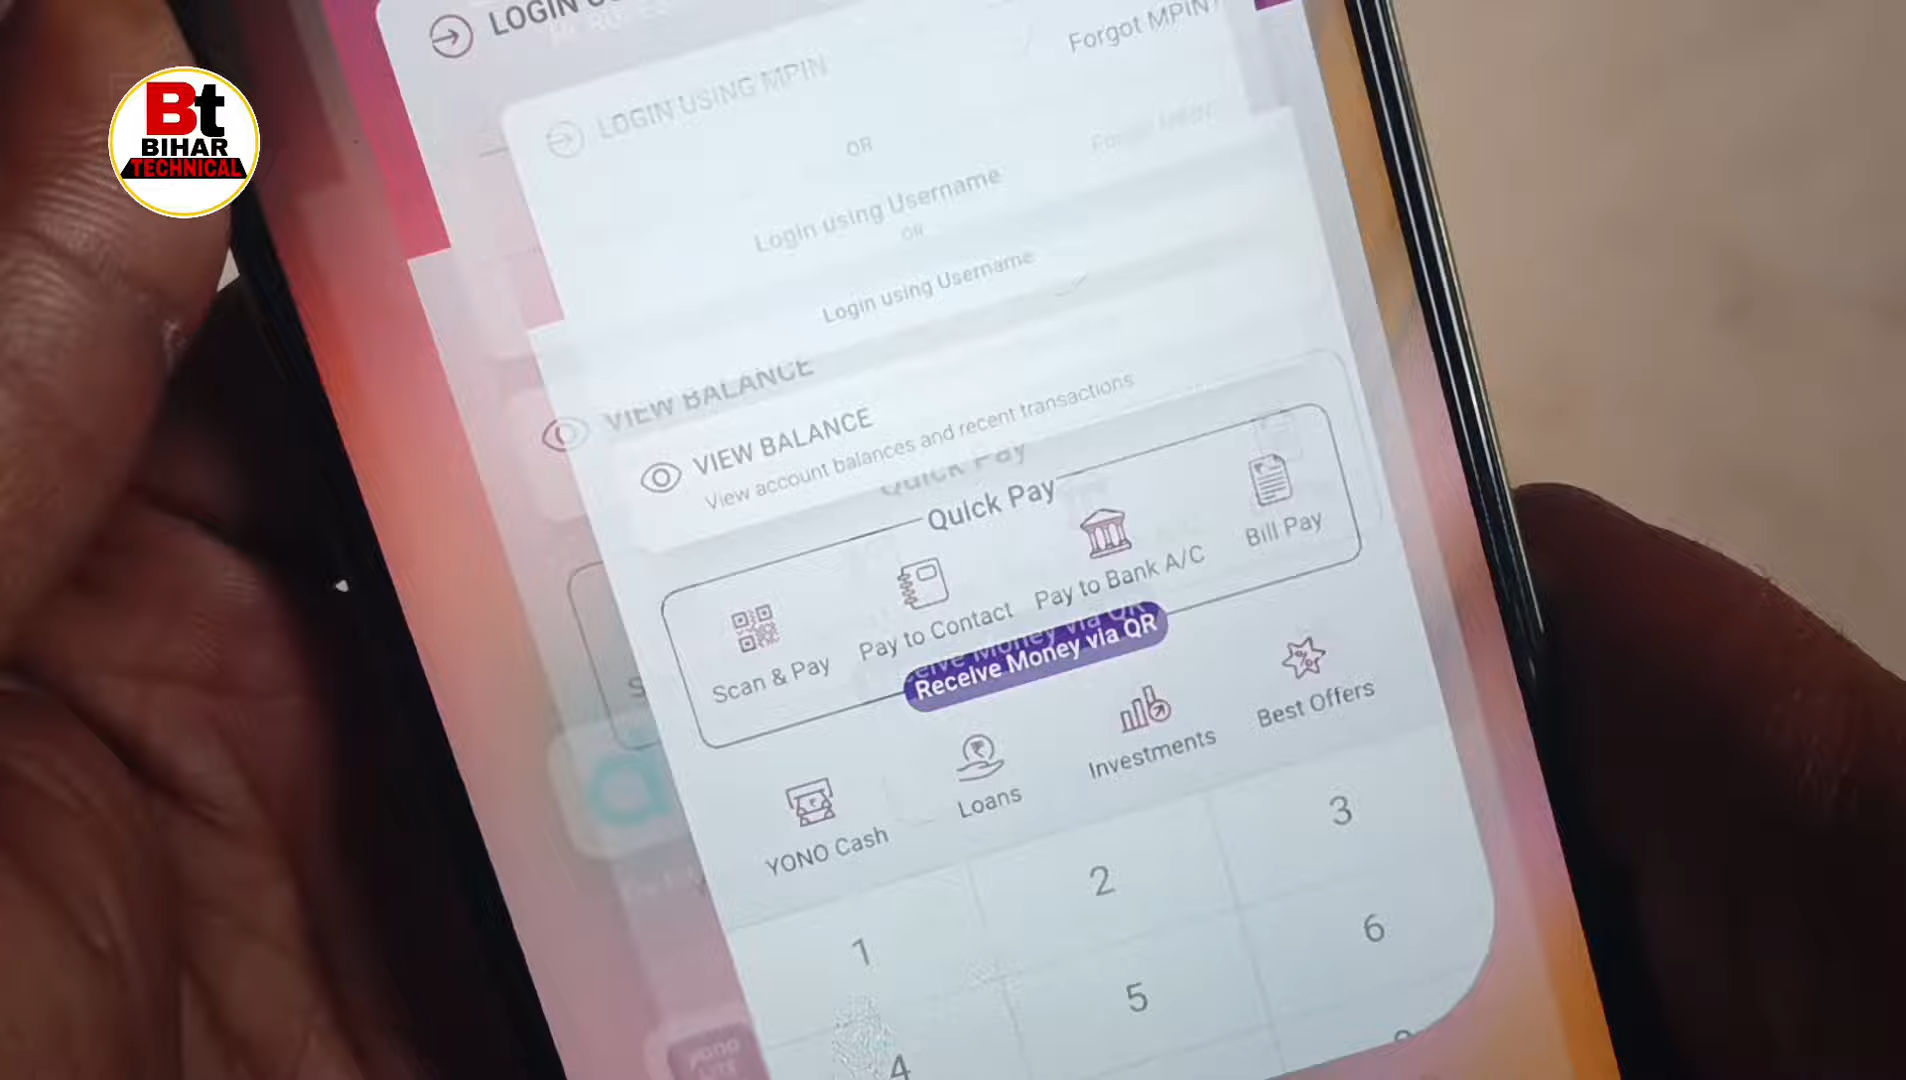 Bt
BIHAR
TECHNICAL
LOGIN
Forgot MPIN?
LOGIN USING MPIN
OR
Login using Username
OR
Login using Username
VIEW BALANCE
VIEW BALANCE
View account balances and recent transactions
Quick Pay
Quick Pay
Scan & Pay
Pay to Contact
Pay to Bank A/C
Bill Pay
Receive Money via QR
YONO Cash
Loans
Investments
Best Offers
1
2
3
4
5
6